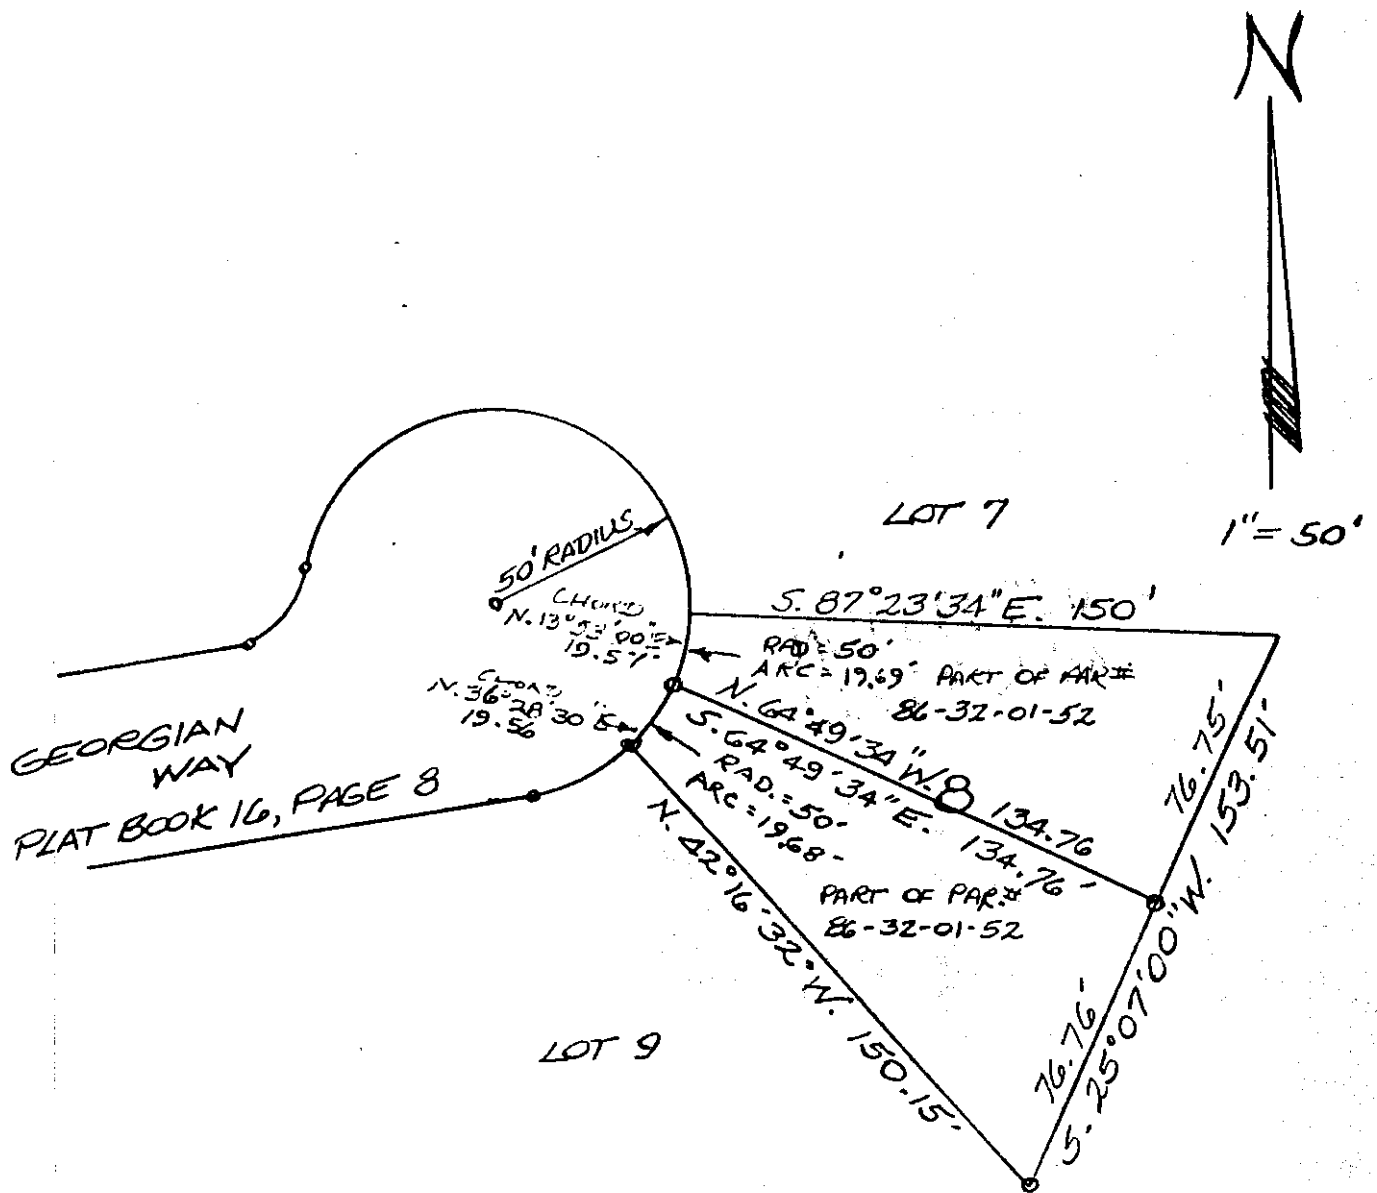 N
1" = 50'
LOT 7
50' RADIUS
S. 87°23'34" E. 150'
CHORD
N. 13°53'00" E
19.57'
RAD = 50'
ARC = 19.69' PART OF PAR.#
86-32-01-52
CHORD
N. 36°28'30" E
19.56
N. 64°49'34" W. 134.76
8
S. 64°49'34" E. 134.76'
RAD. = 50'
ARC = 19.68'
76.75'
S. 25°07'00" W. 153.51'
76.76'
PART OF PAR.#
86-32-01-52
GEORGIAN
WAY
PLAT BOOK 16, PAGE 8
N. 42°16'32" W. 150.15'
LOT 9